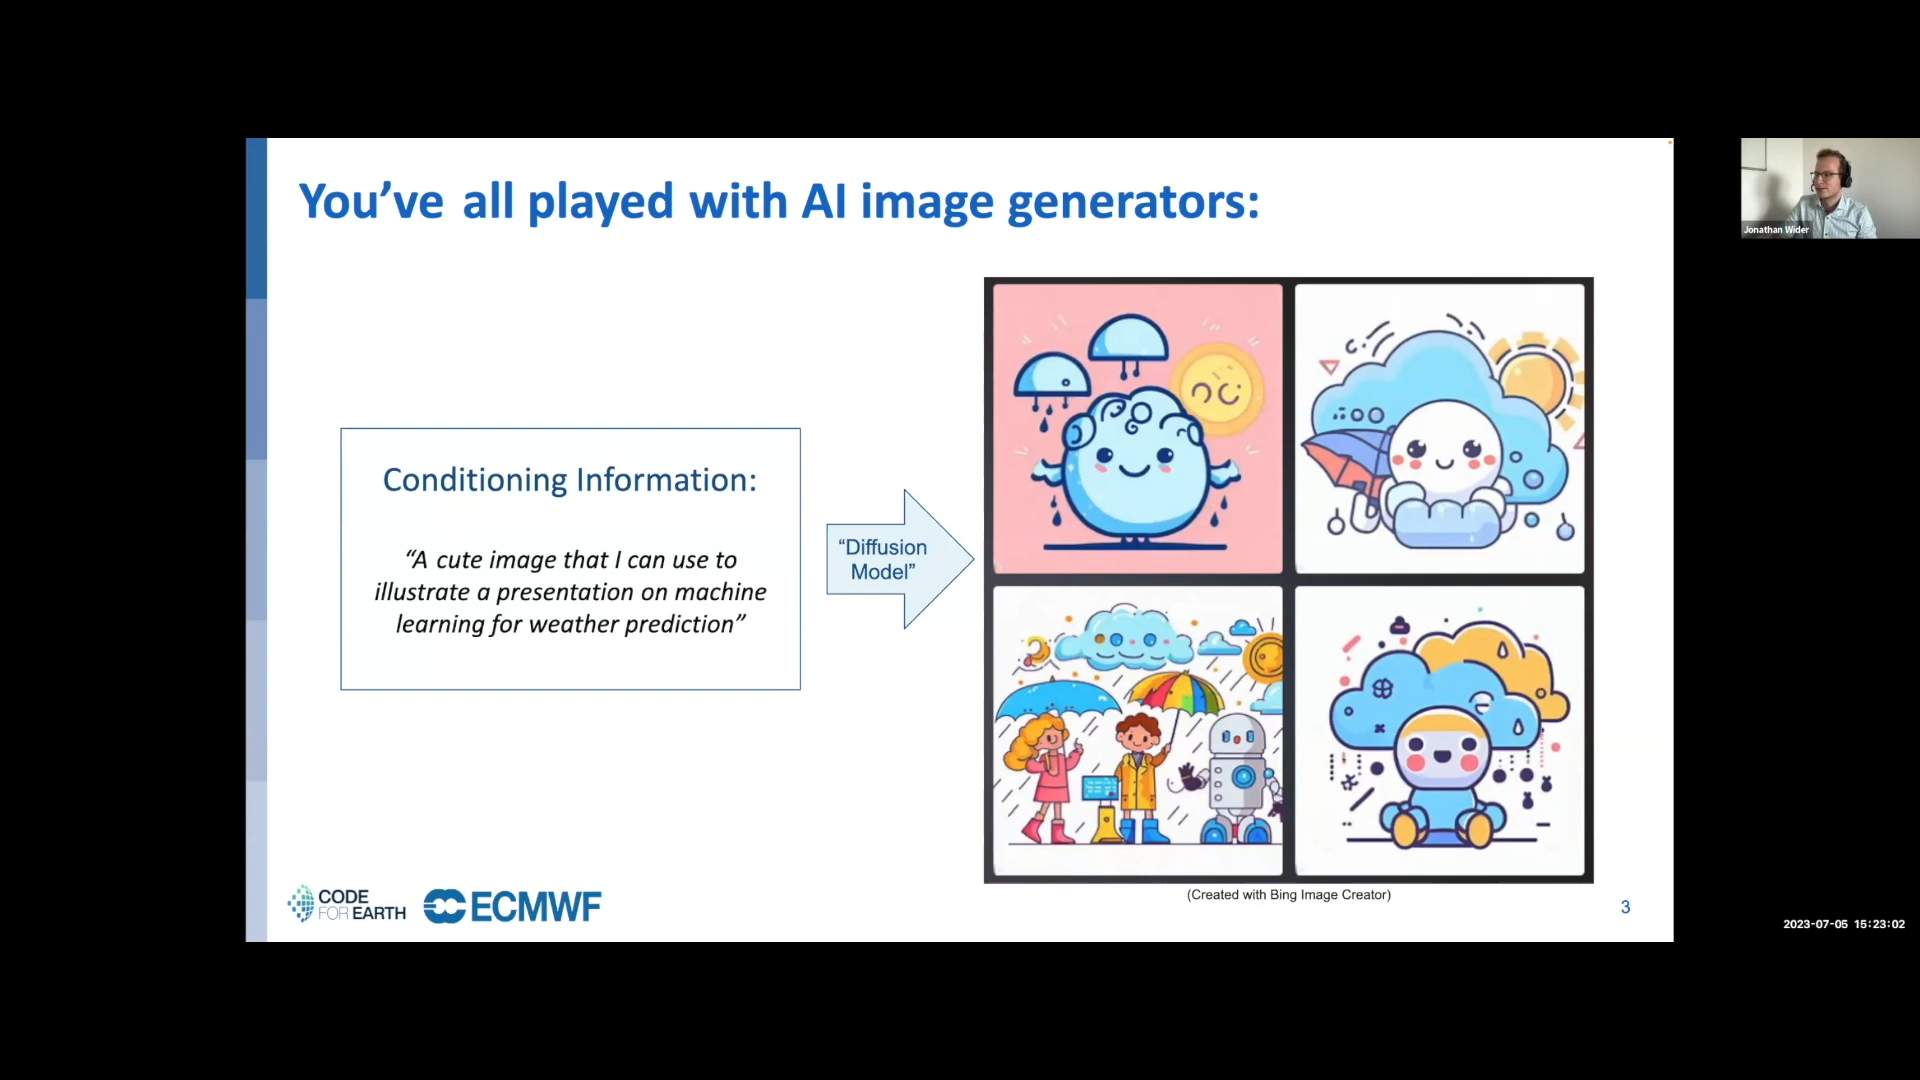 You’ve all played with AI image generators:
Conditioning Information:
“A cute image that I can use to
illustrate a presentation on machine
learning for weather prediction”
“Diffusion
Model”
(Created with Bing Image Creator)
CODE
FOR EARTH
ECMWF
3
Jonathan Wider
2023-07-05 15:23:02